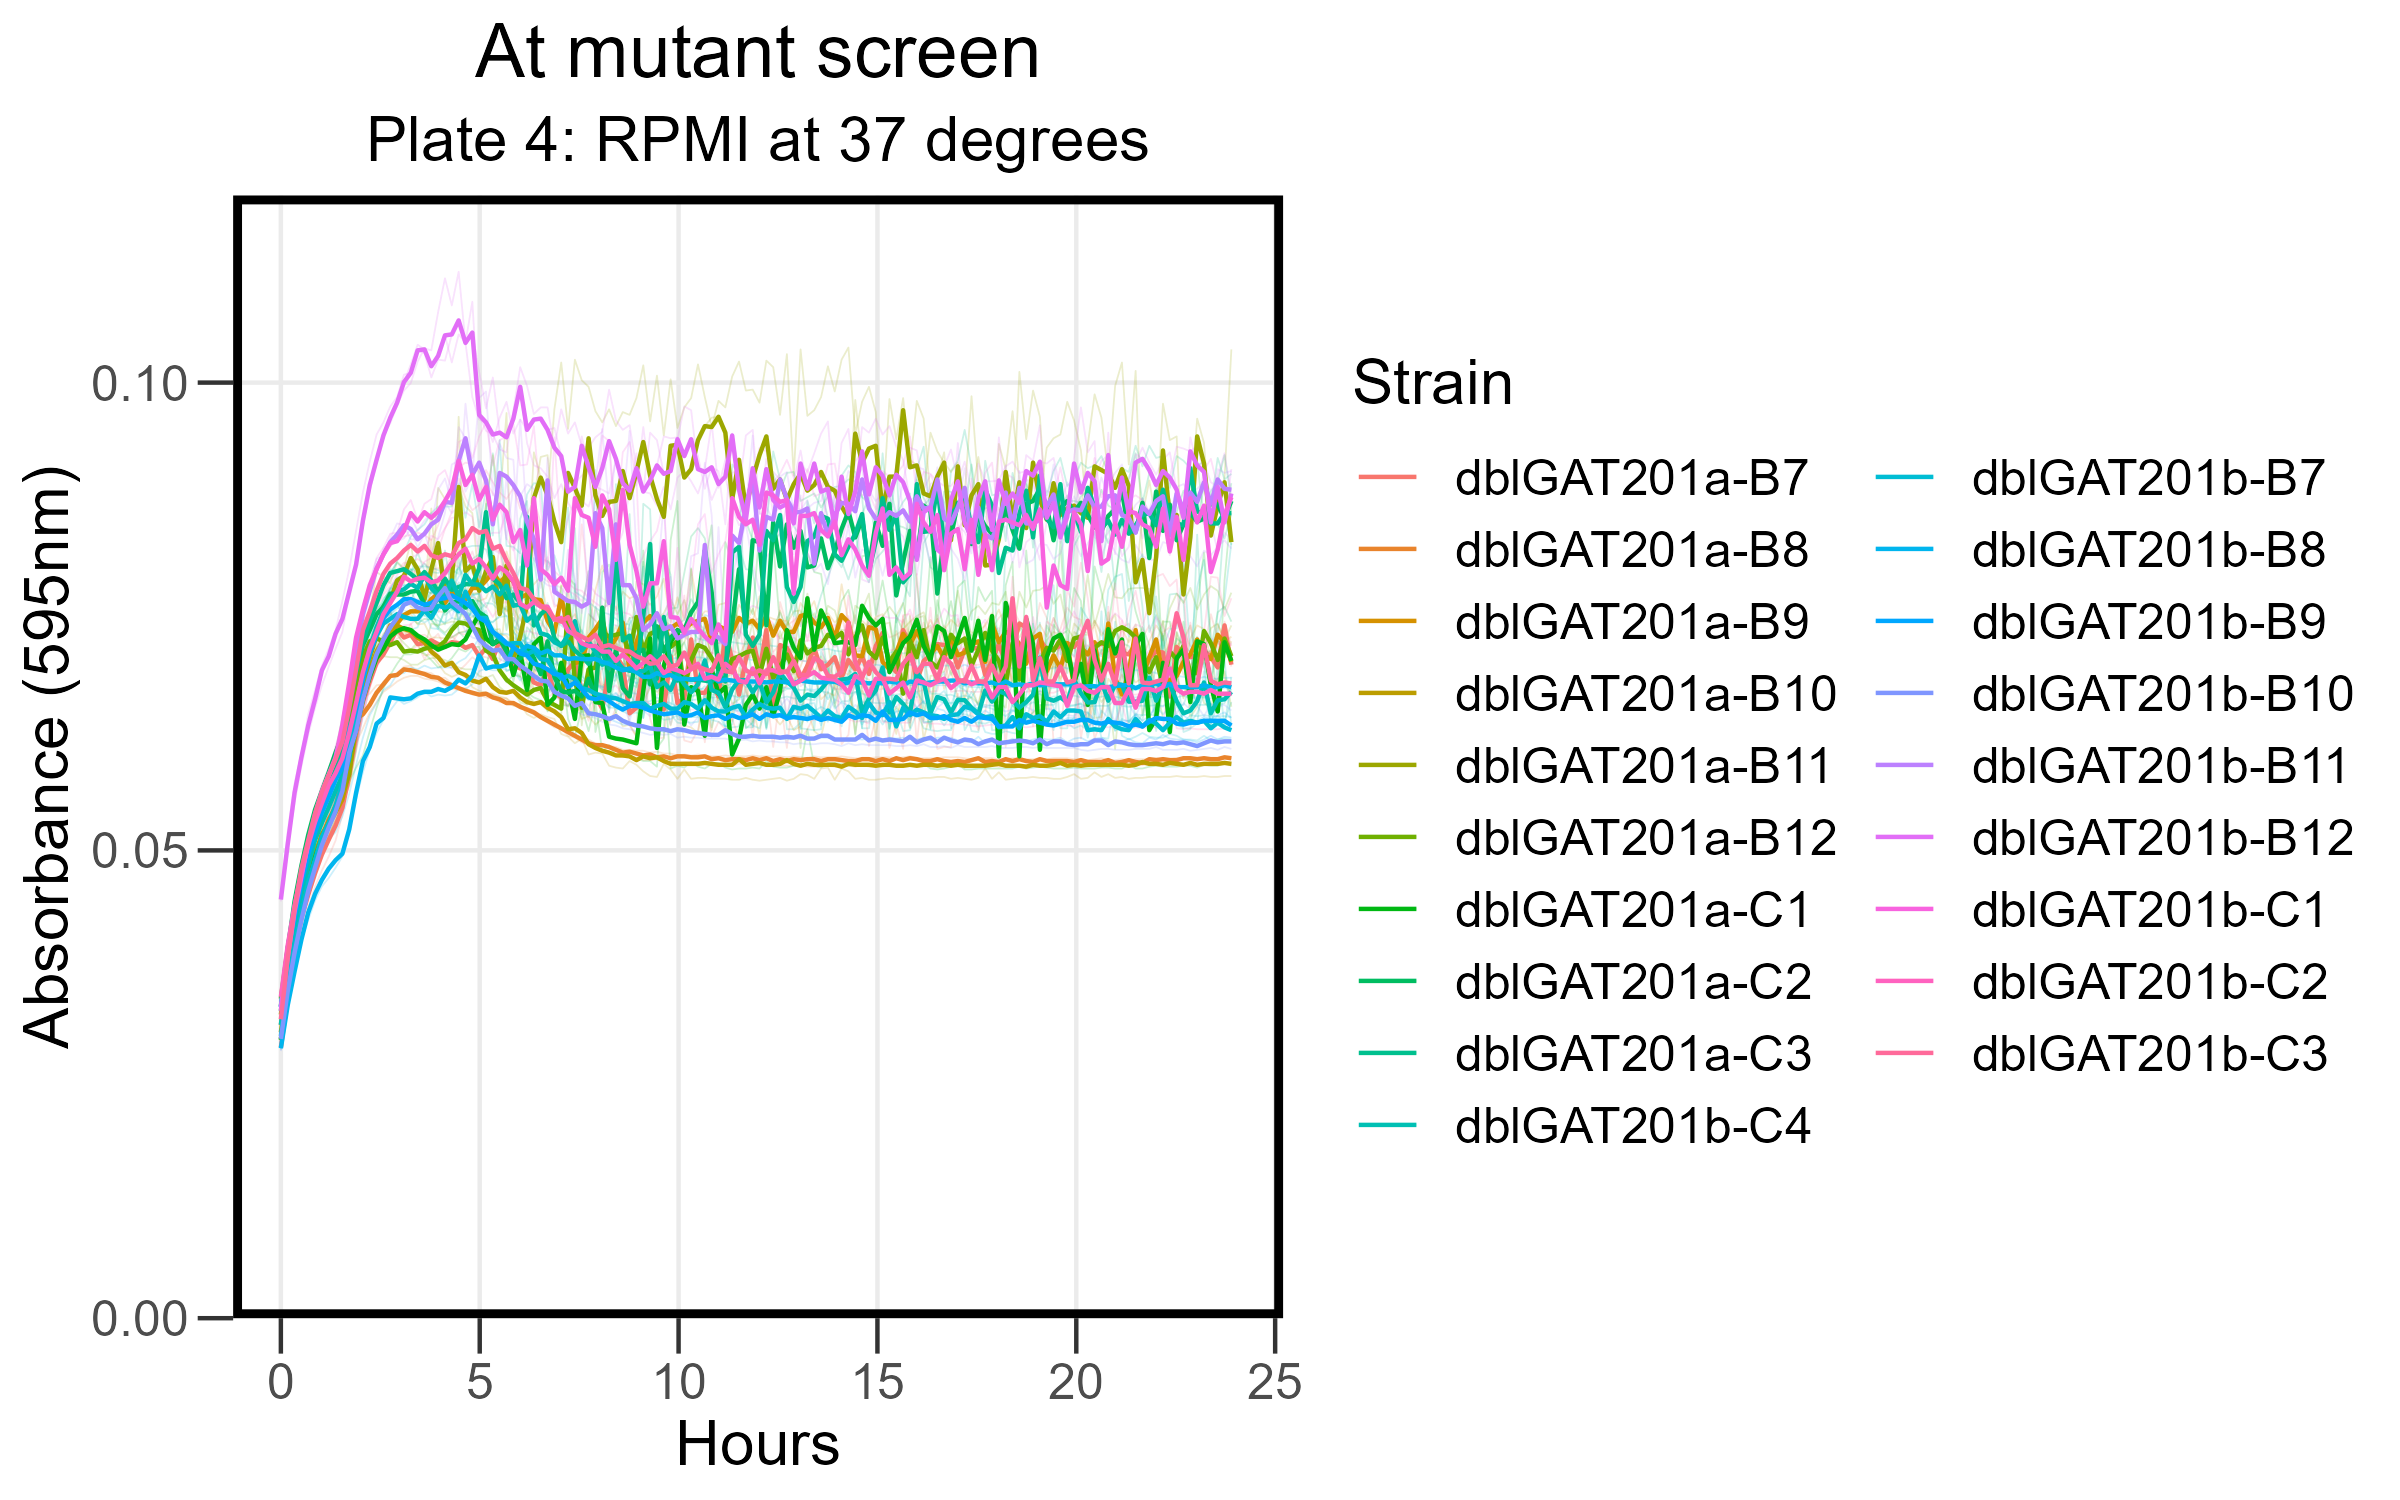 At mutant screen
Plate 4: RPMI at 37 degrees
Absorbance (595nm)
0.10
0.05
0.00
0 5 10 15 20 25
Hours
Strain
dblGAT201a-B7
dblGAT201a-B8
dblGAT201a-B9
dblGAT201a-B10
dblGAT201a-B11
dblGAT201a-B12
dblGAT201a-C1
dblGAT201a-C2
dblGAT201a-C3
dblGAT201b-C4
dblGAT201b-B7
dblGAT201b-B8
dblGAT201b-B9
dblGAT201b-B10
dblGAT201b-B11
dblGAT201b-B12
dblGAT201b-C1
dblGAT201b-C2
dblGAT201b-C3